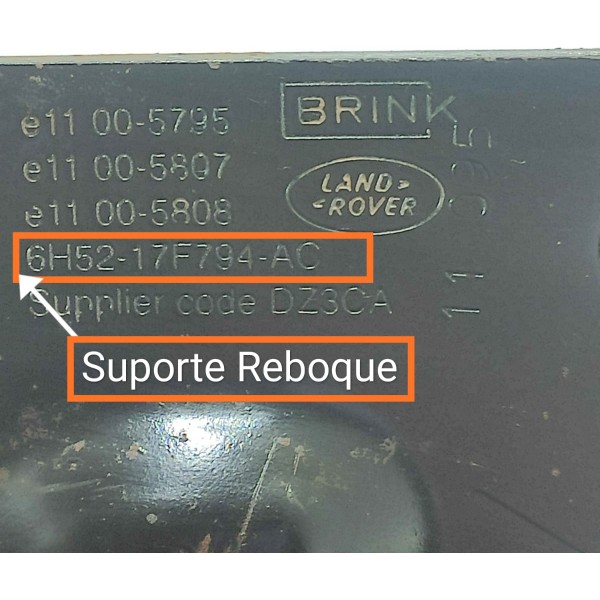 e11 00-5795
e11 00-5807
e11 00-5808
6H52-17F794-AC
Supplier code DZ3CA
BRINK
LAND
ROVER
11
Suporte Reboque